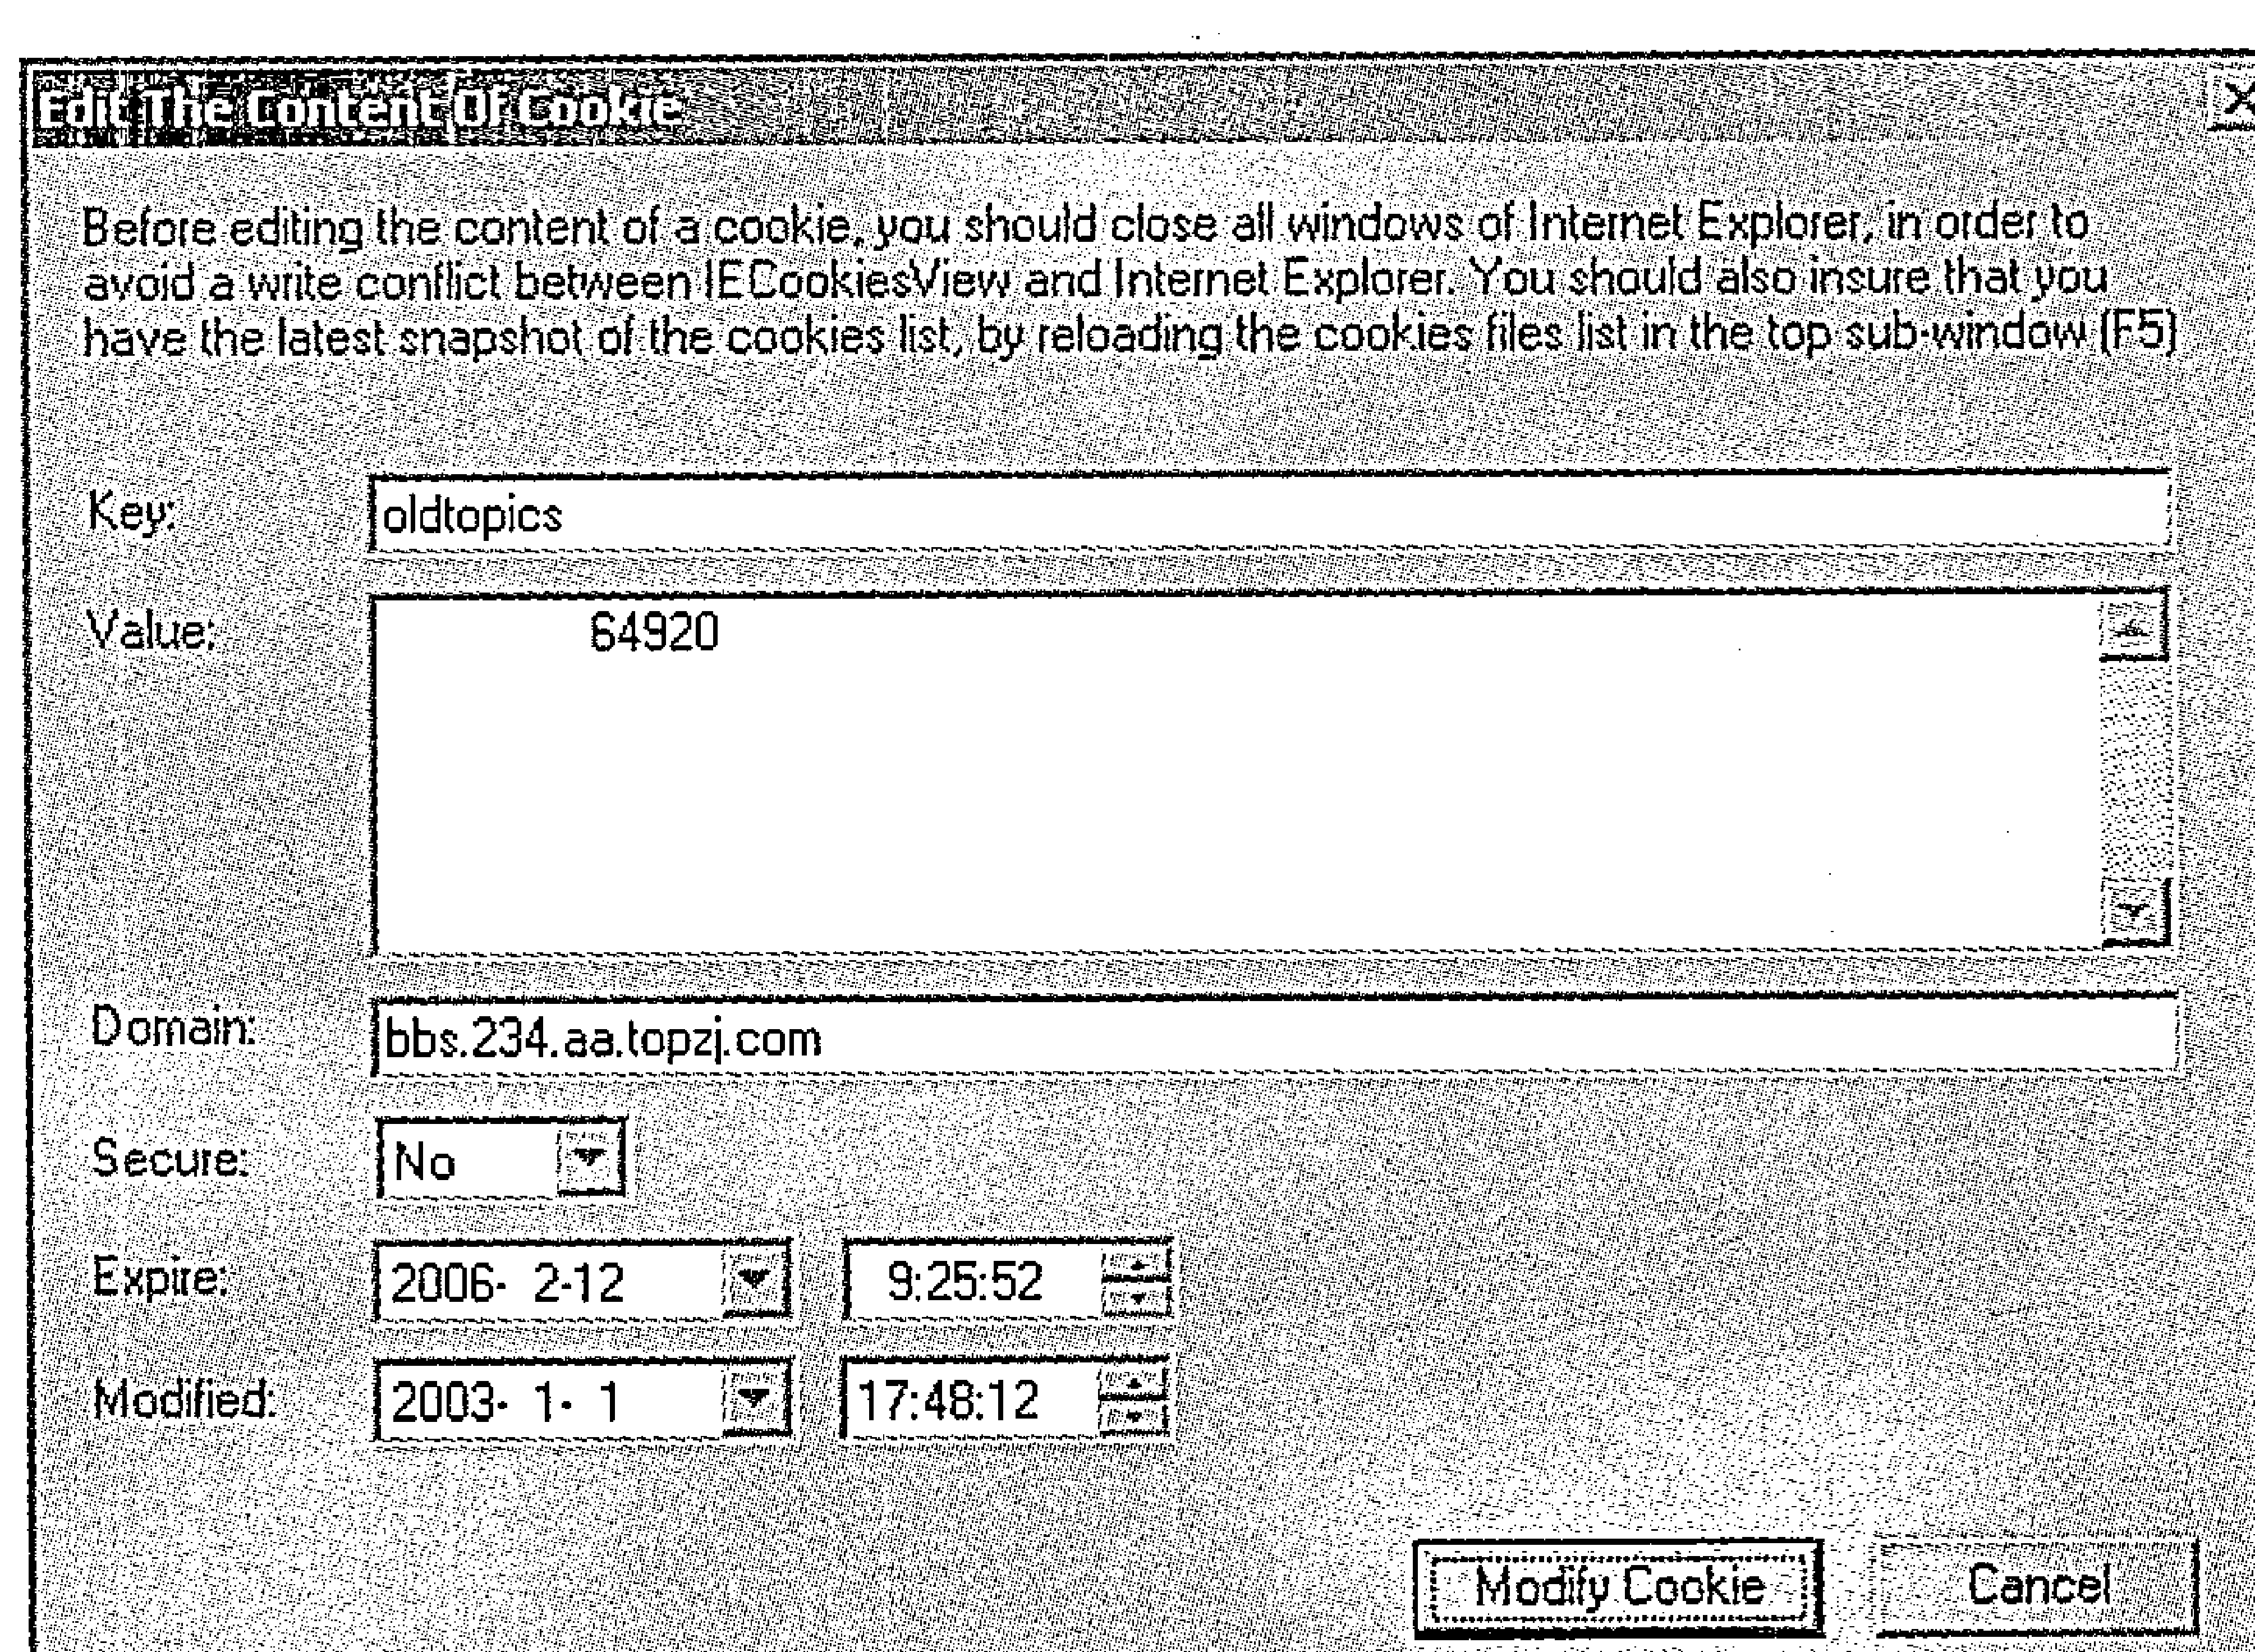 Edit The Content Of Cookie
Before editing the content of a cookie, you should close all windows of Internet Explorer, in order to
avoid a write conflict between IECookiesView and Internet Explorer. You should also insure that you
have the latest snapshot of the cookies list, by reloading the cookies files list in the top sub-window (F5)
Key: oldtopics
Value: 64920
Domain: bbs.234.aa.topzj.com
Secure: No
Expire: 2006- 2-12 9:25:52
Modified: 2003- 1- 1 17:48:12
Modify Cookie Cancel